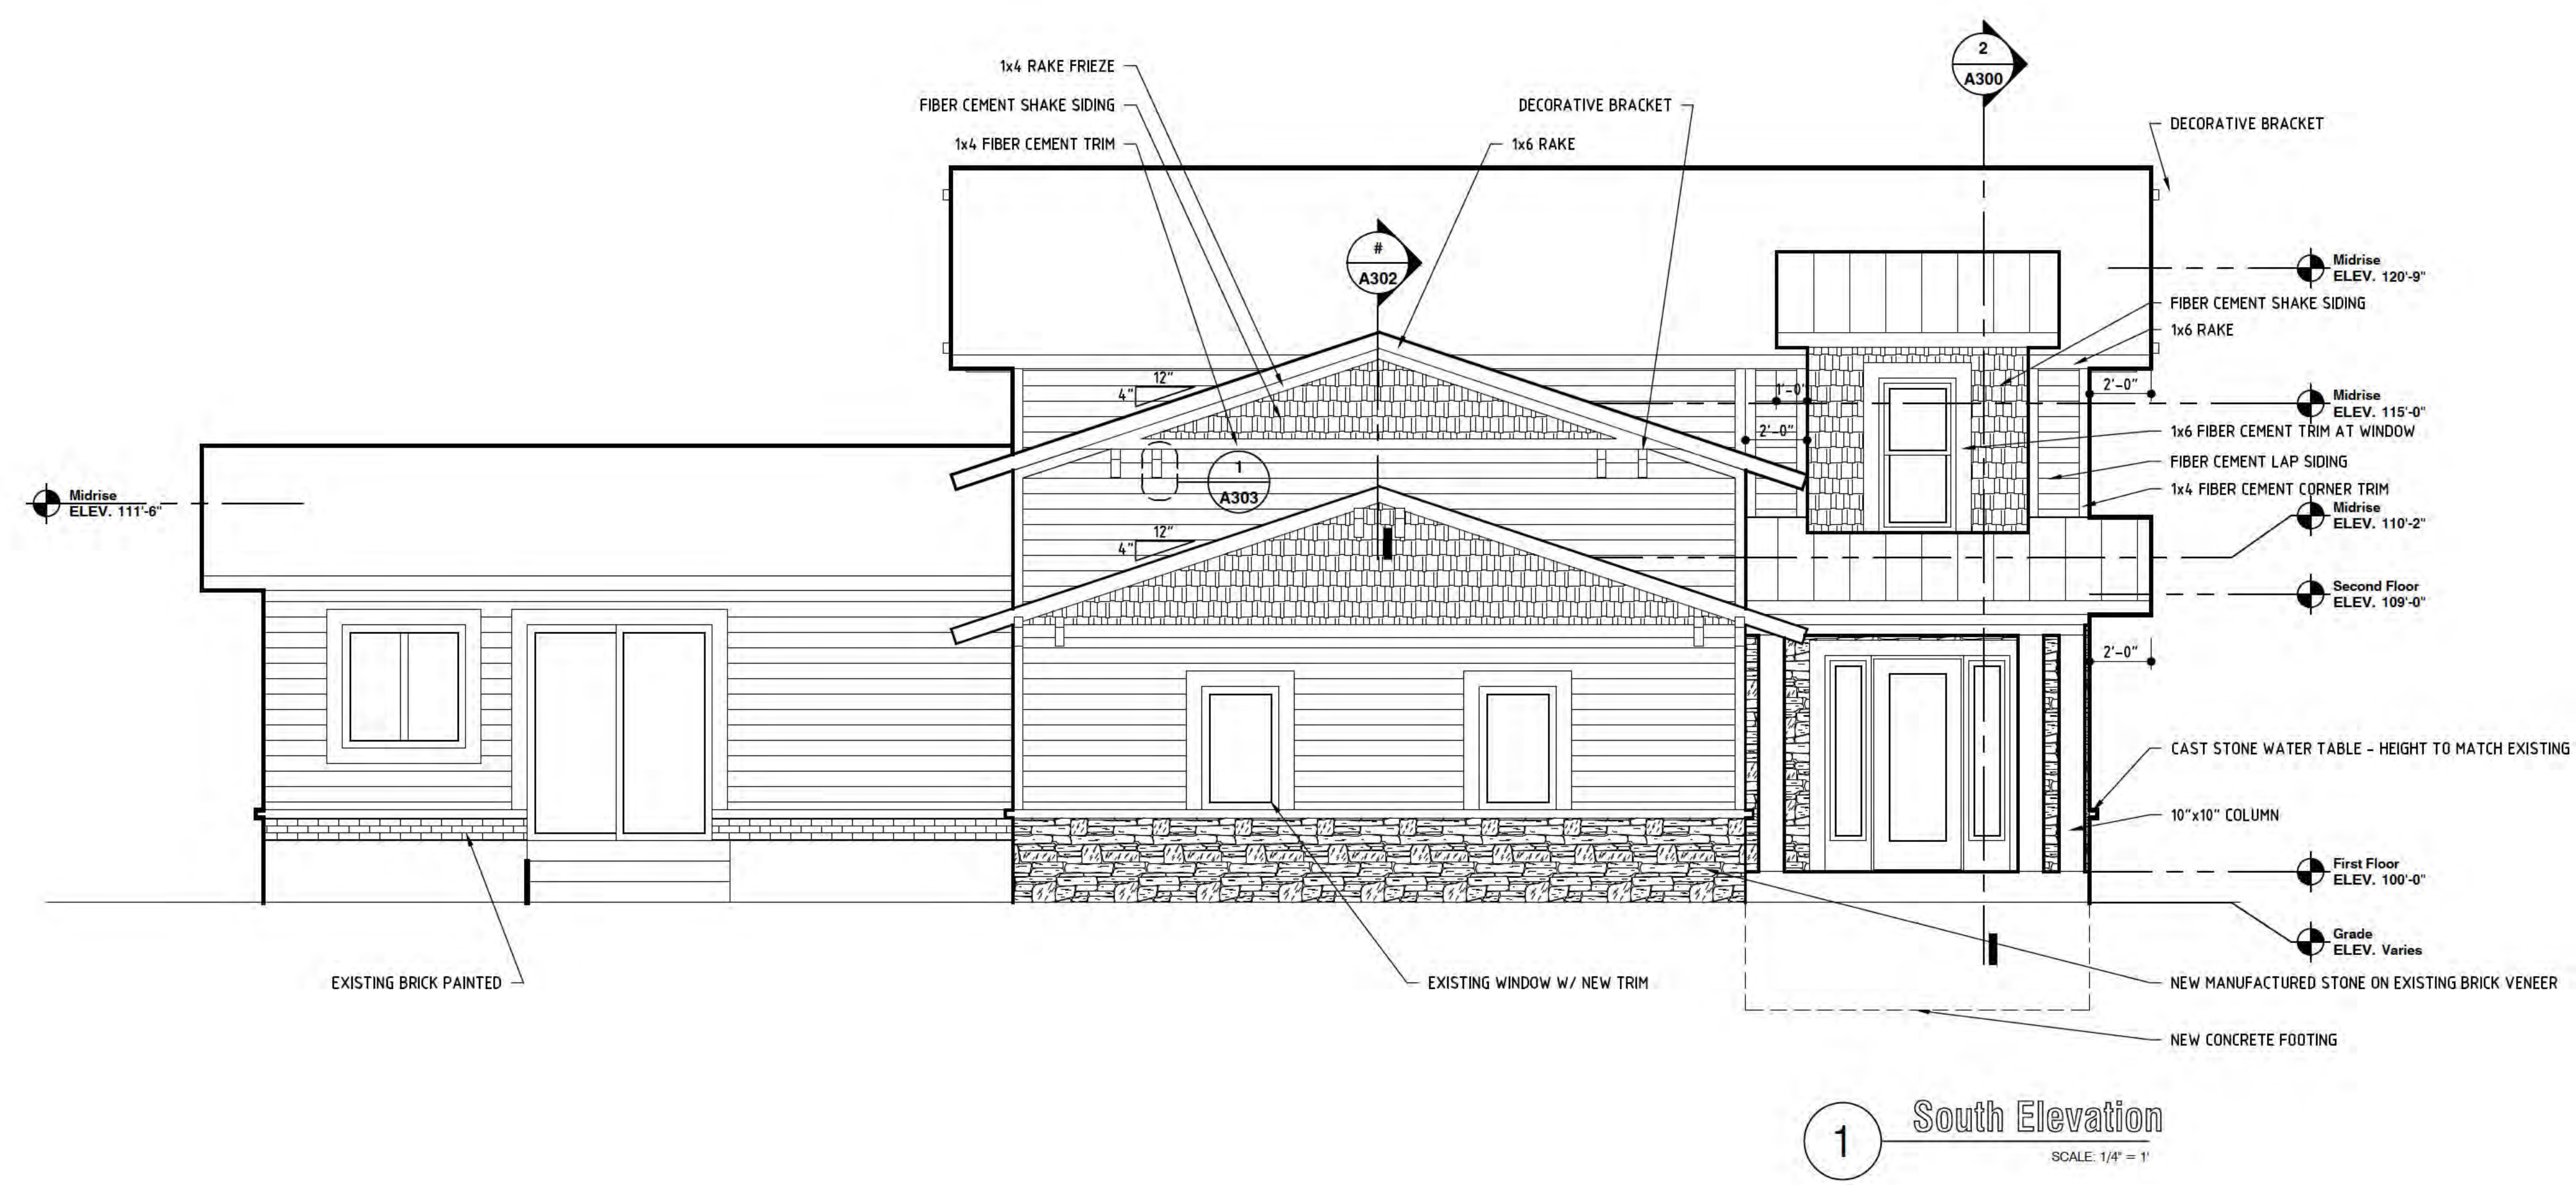 2
A300
1x4 RAKE FRIEZE
FIBER CEMENT SHAKE SIDING
1x4 FIBER CEMENT TRIM
DECORATIVE BRACKET
1x6 RAKE
DECORATIVE BRACKET
#
A302
Midrise
ELEV. 120'-9"
FIBER CEMENT SHAKE SIDING
1x6 RAKE
12"
4"
1'-0"
2'-0"
2'-0"
Midrise
ELEV. 115'-0"
1x6 FIBER CEMENT TRIM AT WINDOW
FIBER CEMENT LAP SIDING
1x4 FIBER CEMENT CORNER TRIM
1
A303
Midrise
ELEV. 111'-6"
Midrise
ELEV. 110'-2"
12"
4"
Second Floor
ELEV. 109'-0"
2'-0"
CAST STONE WATER TABLE - HEIGHT TO MATCH EXISTING
10"x10" COLUMN
First Floor
ELEV. 100'-0"
Grade
ELEV. Varies
EXISTING BRICK PAINTED
EXISTING WINDOW W/ NEW TRIM
NEW MANUFACTURED STONE ON EXISTING BRICK VENEER
NEW CONCRETE FOOTING
1
South Elevation
SCALE: 1/4" = 1'